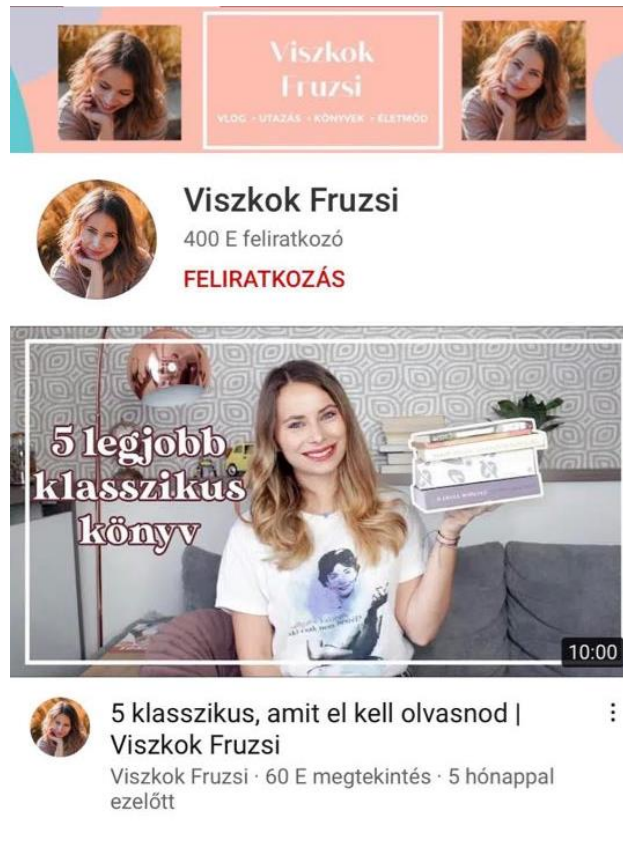 Viszkok
Fruzsi
VLOG • UTAZÁS • KÖNYVEK • ÉLETMÓD
Viszkok Fruzsi
400 E feliratkozó
FELIRATKOZÁS
5 legjobb
klasszikus
könyv
10:00
5 klasszikus, amit el kell olvasnod |
Viszkok Fruzsi
Viszkok Fruzsi · 60 E megtekintés · 5 hónappal
ezelőtt